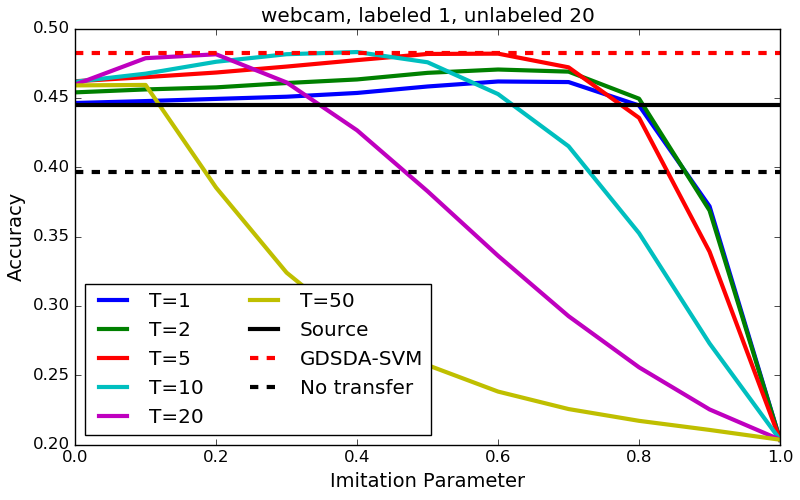 webcam, labeled 1, unlabeled 20
0.50
0.45
0.40
0.35
0.30
0.25
0.20
Accuracy
T=1
T=2
T=5
T=10
T=20
T=50
Source
GDSDA-SVM
No transfer
0.0 0.2 0.4 0.6 0.8 1.0
Imitation Parameter